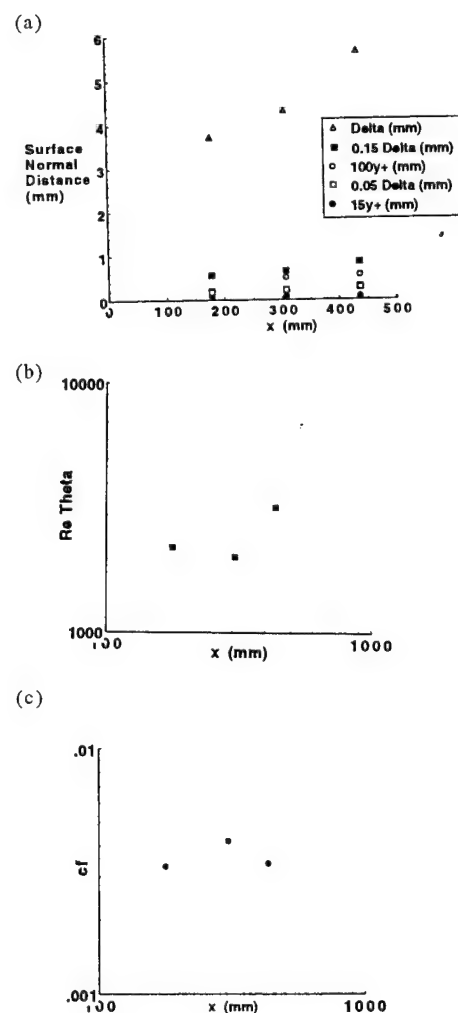 (a)
6
5
4
3
2
1
0
Surface
Normal
Distance
(mm)
Delta (mm)
0.15 Delta (mm)
100y+ (mm)
0.05 Delta (mm)
15y+ (mm)
0 100 200 300 400 500
x (mm)
(b)
10000
Re Theta
1000
100 x (mm) 1000
(c)
.01
cf
.001
100 x (mm) 1000